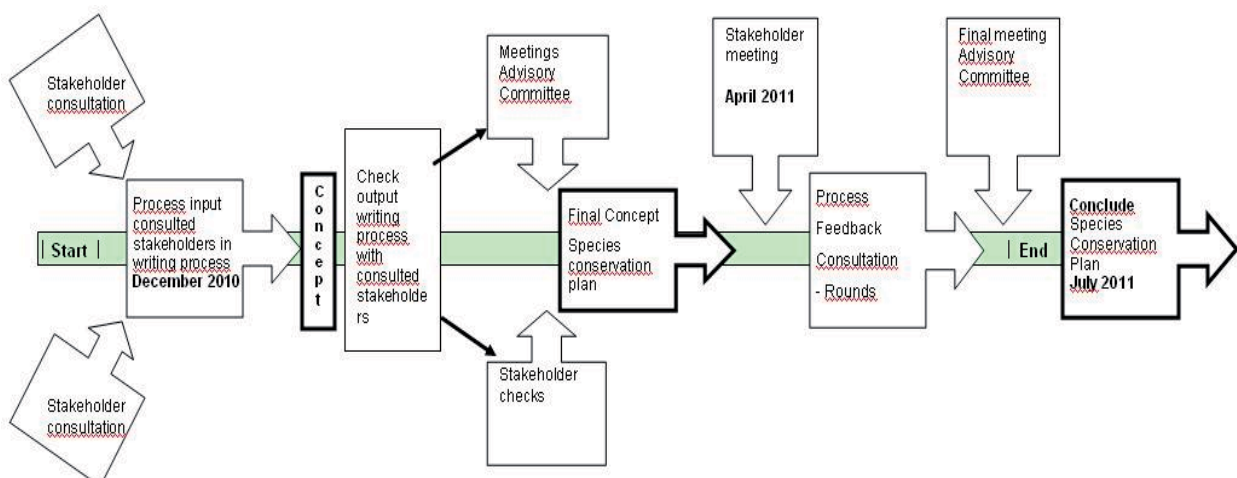 Stakeholder
consultation
Stakeholder
consultation
| Start |
Process input
consulted
stakeholders in
writing process
December 2010
C
o
n
c
e
p
t
Check
output
writing
process
with
consulted
stakeholde
rs
Meetings
Advisory
Committee
Stakeholder
checks
Final Concept
Species
conservation
plan
Stakeholder
meeting
April 2011
Process
Feedback
Consultation
- Rounds
Final meeting
Advisory
Committee
| End
Conclude
Species
Conservation
Plan
July 2011